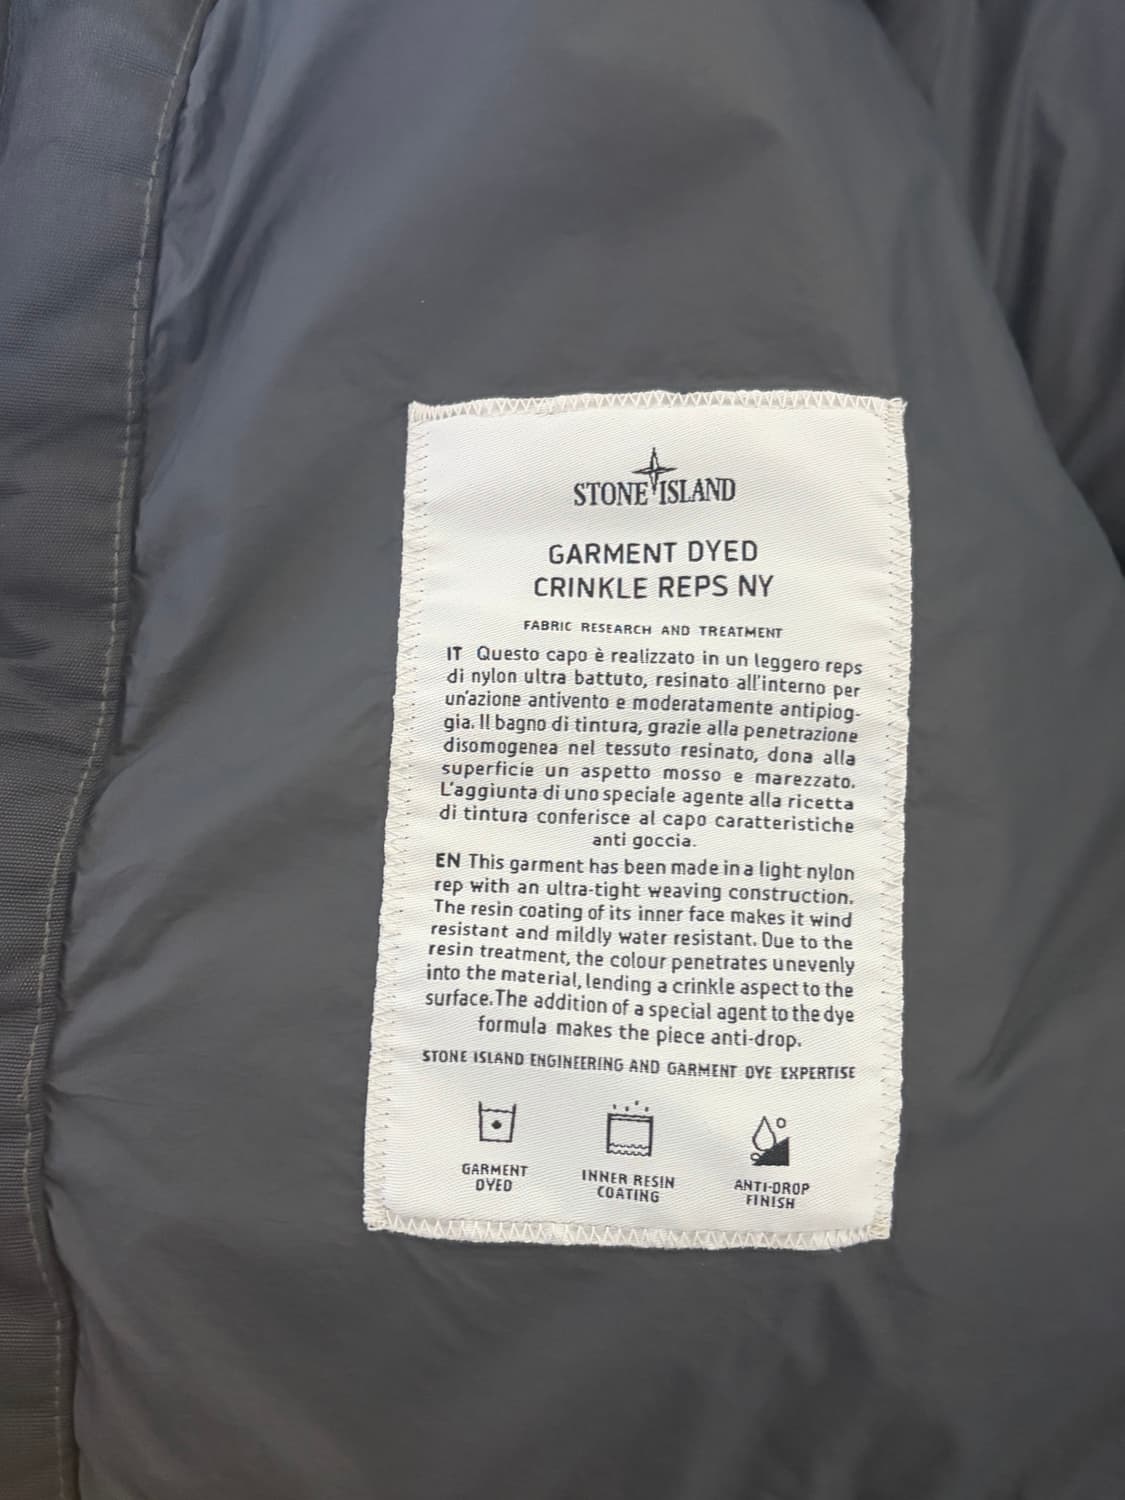 STONE ISLAND
GARMENT DYED
CRINKLE REPS NY
FABRIC RESEARCH AND TREATMENT
IT Questo capo è realizzato in un leggero reps
di nylon ultra battuto, resinato all'interno per
un'azione antivento e moderatamente antipiog-
gia. Il bagno di tintura, grazie alla penetrazione
disomogenea nel tessuto resinato, dona alla
superficie un aspetto mosso e marezzato.
L'aggiunta di uno speciale agente alla ricetta
di tintura conferisce al capo caratteristiche
anti goccia.
EN This garment has been made in a light nylon
rep with an ultra-tight weaving construction.
The resin coating of its inner face makes it wind
resistant and mildly water resistant. Due to the
resin treatment, the colour penetrates unevenly
into the material, lending a crinkle aspect to the
surface. The addition of a special agent to the dye
formula makes the piece anti-drop.
STONE ISLAND ENGINEERING AND GARMENT DYE EXPERTISE
GARMENT
DYED
INNER RESIN
COATING
ANTI-DROP
FINISH